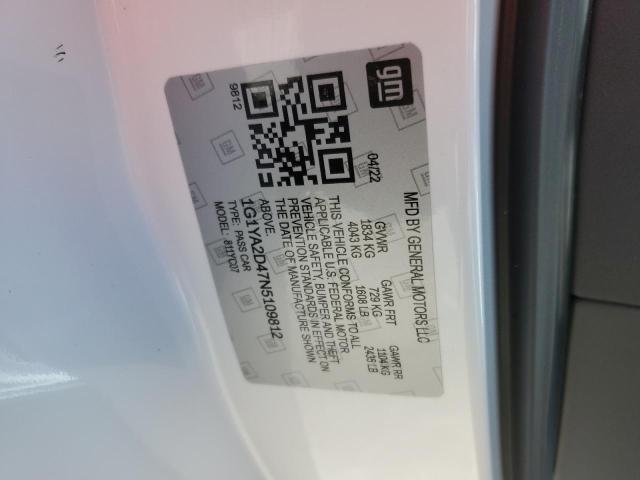 gm
MFD BY GENERAL MOTORS LLC
04/22
GVWR GAWR FRT GAWR RR
1834 KG 729 KG 1104 KG
4043 KG 1608 LB 2435 LB
THIS VEHICLE CONFORMS TO ALL
APPLICABLE U.S. FEDERAL MOTOR
VEHICLE SAFETY, BUMPER AND THEFT
PREVENTION STANDARDS IN EFFECT ON
THE DATE OF MANUFACTURE SHOWN
ABOVE.
9812
1G1YA2D47N5109812
TYPE: PASS CAR
MODEL: 811YC07